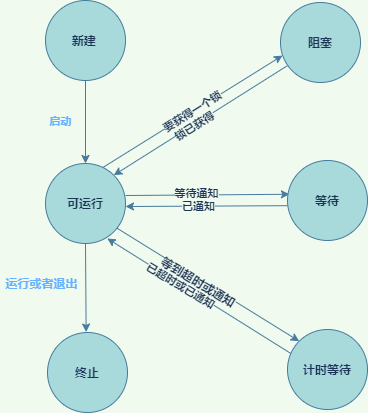 新建
阻塞
启动
要获得一个锁
锁已获得
可运行
等待通知
已通知
等待
等到超时或通知
已超时或已通知
运行或者退出
终止
计时等待